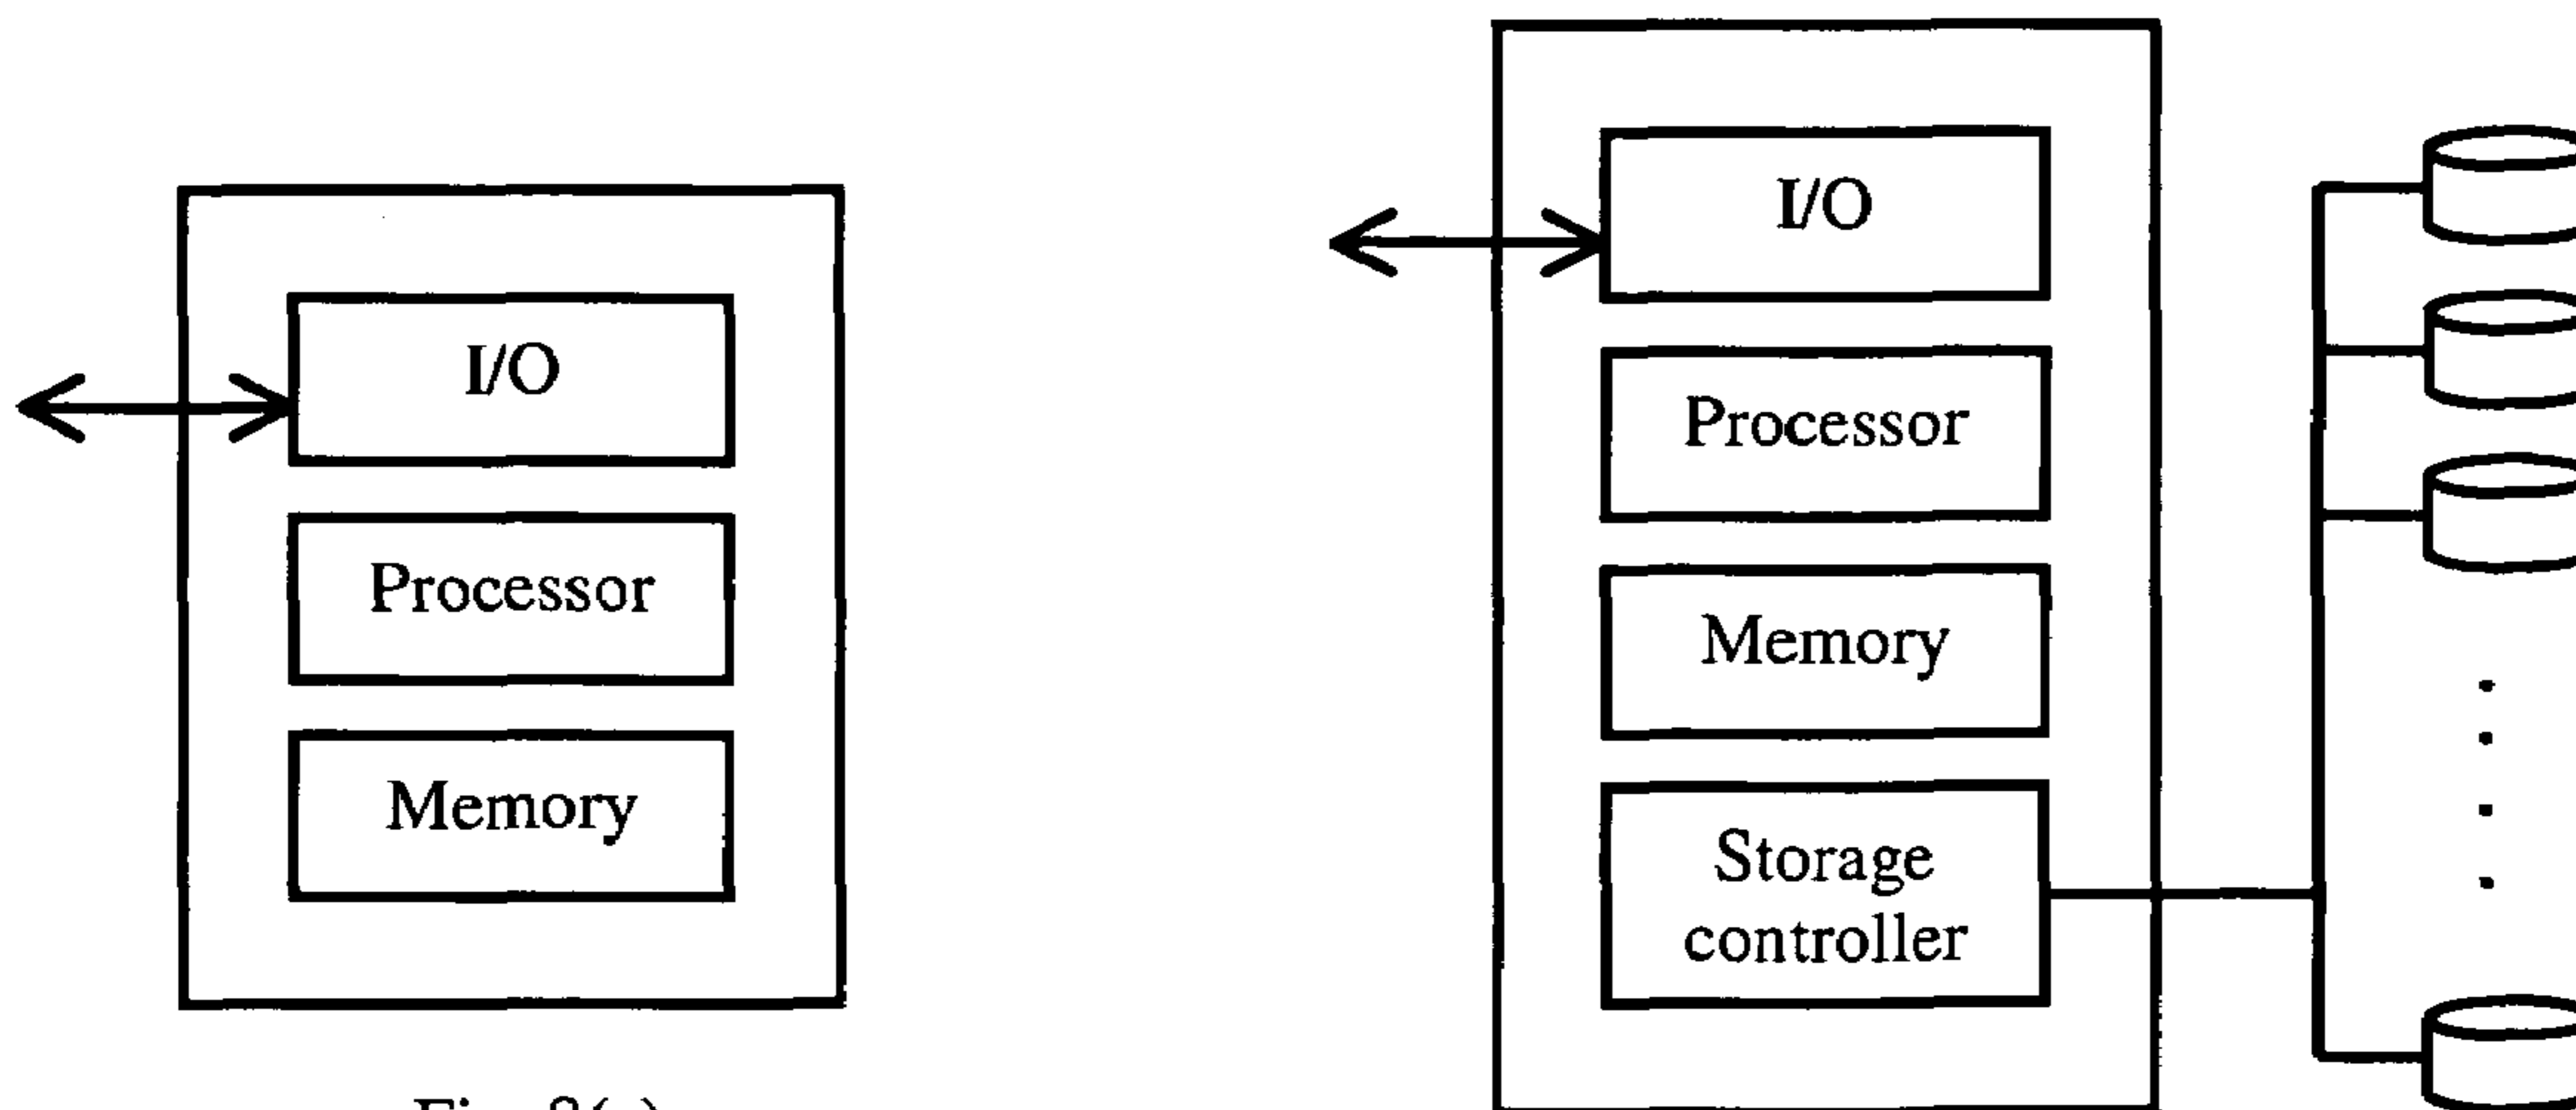 I/O
Processor
Memory
I/O
Processor
Memory
Storage
controller